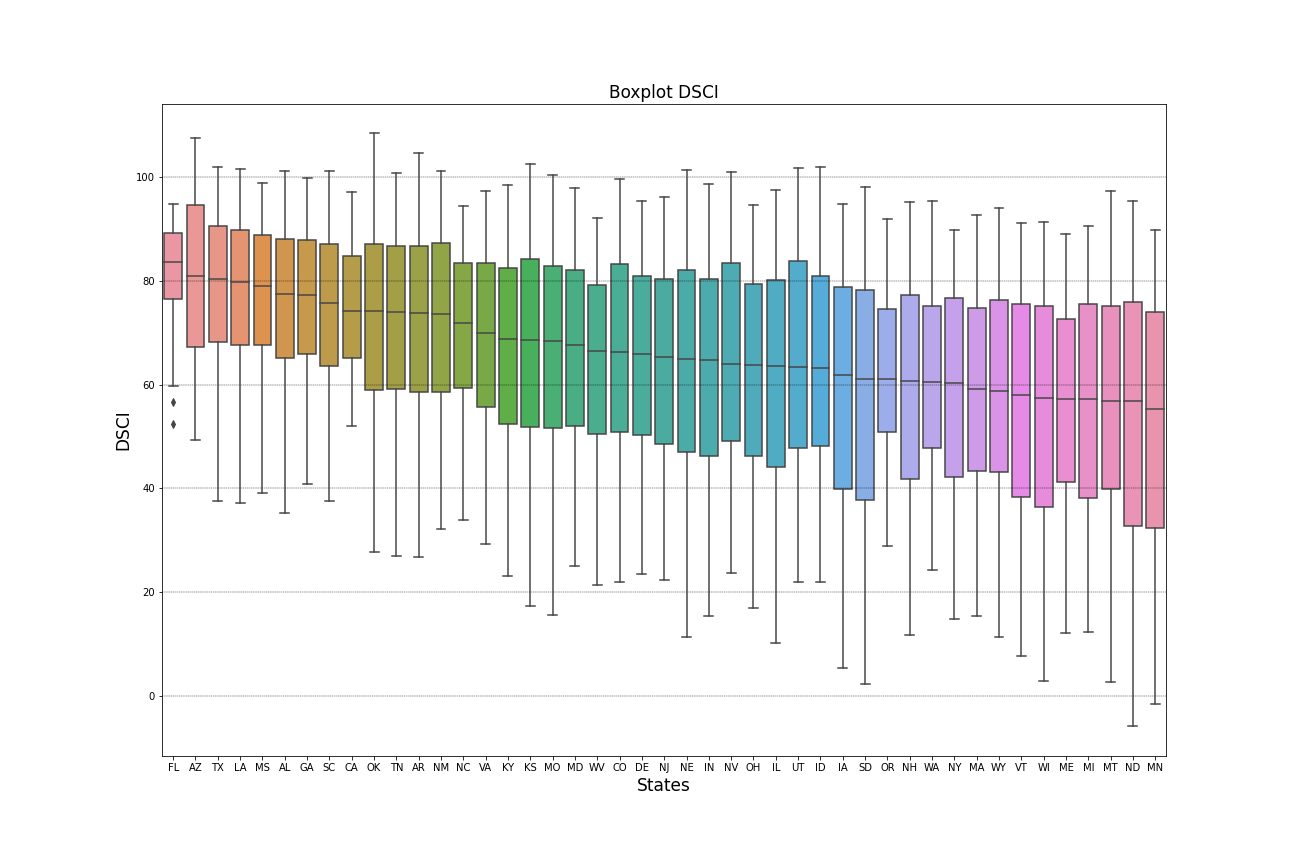 Boxplot DSCI
DSCI
100
80
60
40
20
0
FL AZ TX LA MS AL GA SC CA OK TN AR NM NC VA KY KS MO MD WV CO DE NJ NE IN NV OH IL UT ID IA SD OR NH WA NY MA WY VT WI ME MI MT ND MN
States